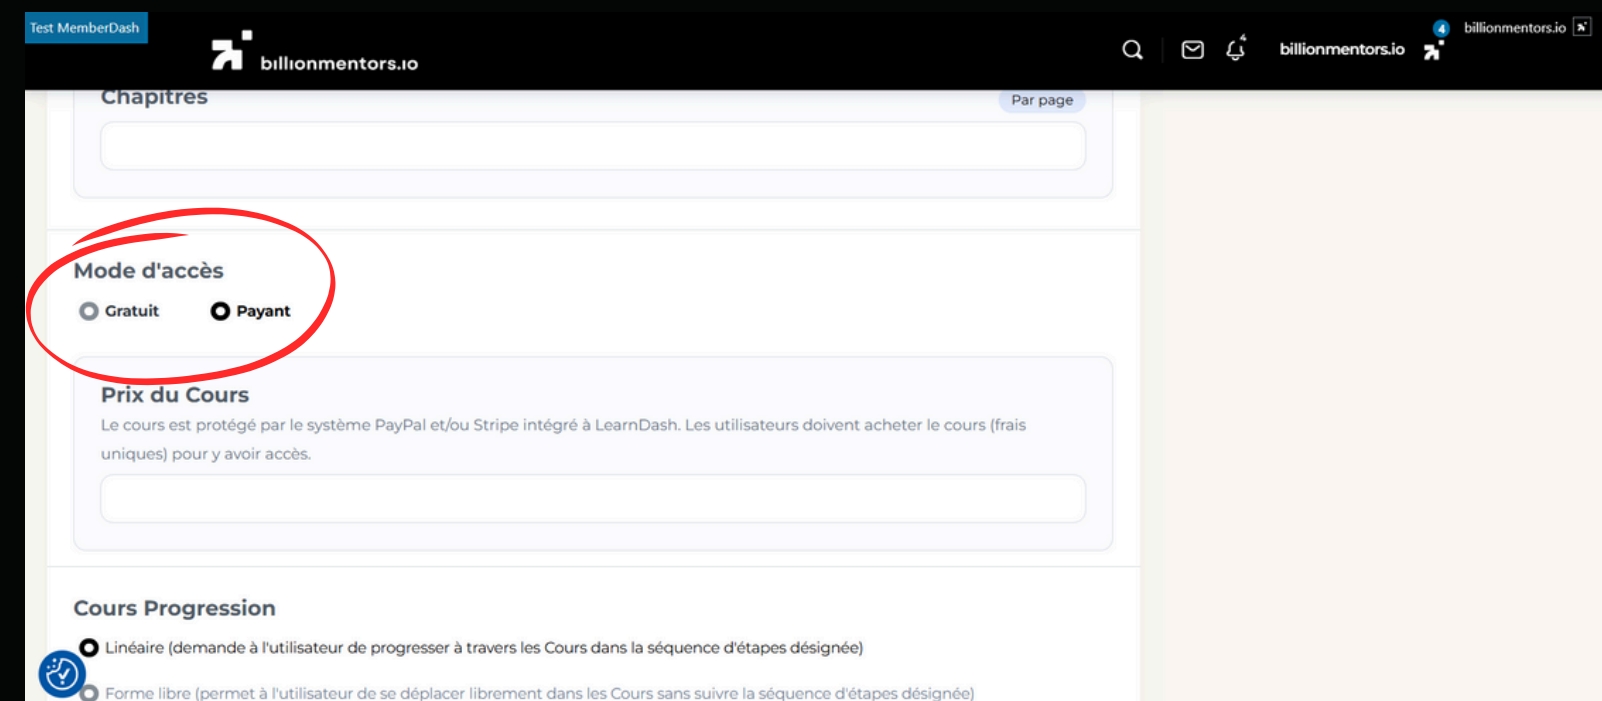 Test MemberDash
billionmentors.io
4
billionmentors.io
4
billionmentors.io
Chapitres
Par page
Mode d'accès
Gratuit
Payant
Prix du Cours
Le cours est protégé par le système PayPal et/ou Stripe intégré à LearnDash. Les utilisateurs doivent acheter le cours (frais
uniques) pour y avoir accès.
Cours Progression
Linéaire (demande à l'utilisateur de progresser à travers les Cours dans la séquence d'étapes désignée)
Forme libre (permet à l'utilisateur de se déplacer librement dans les Cours sans suivre la séquence d'étapes désignée)